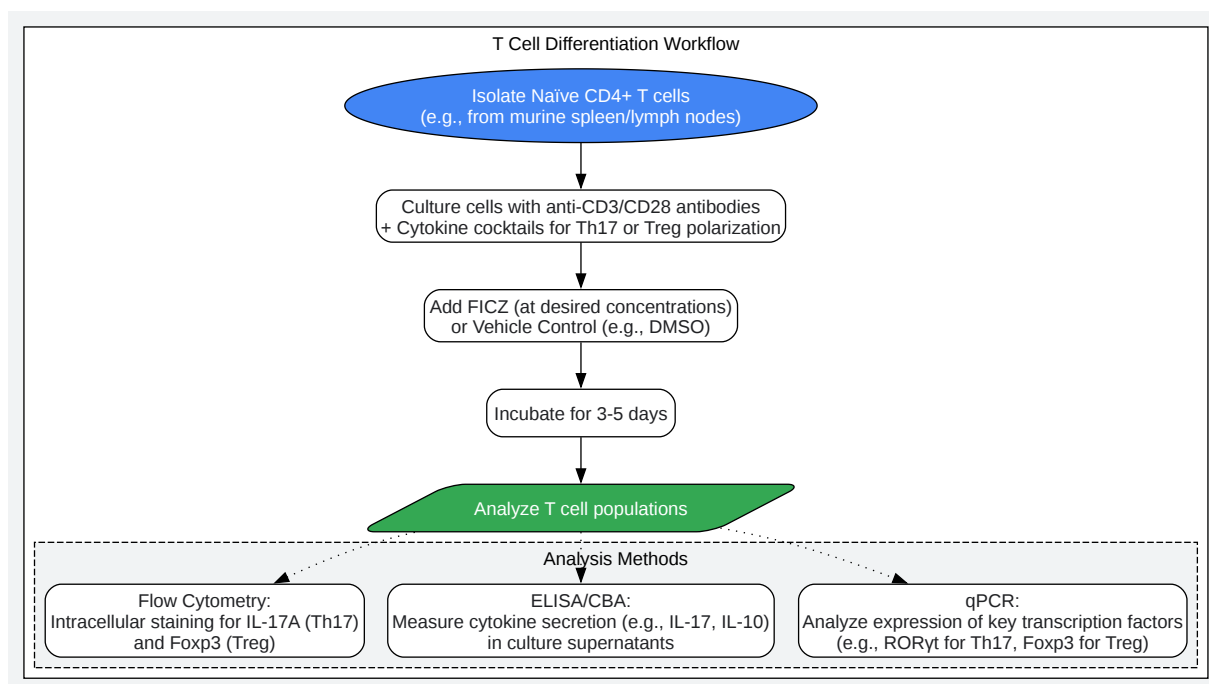 T Cell Differentiation Workflow
Isolate Naïve CD4+ T cells
(e.g., from murine spleen/lymph nodes)
Culture cells with anti-CD3/CD28 antibodies
+ Cytokine cocktails for Th17 or Treg polarization
Add FICZ (at desired concentrations)
or Vehicle Control (e.g., DMSO)
Incubate for 3-5 days
Analyze T cell populations
Analysis Methods
Flow Cytometry:
Intracellular staining for IL-17A (Th17)
and Foxp3 (Treg)
ELISA/CBA:
Measure cytokine secretion (e.g., IL-17, IL-10)
in culture supernatants
qPCR:
Analyze expression of key transcription factors
(e.g., RORγt for Th17, Foxp3 for Treg)